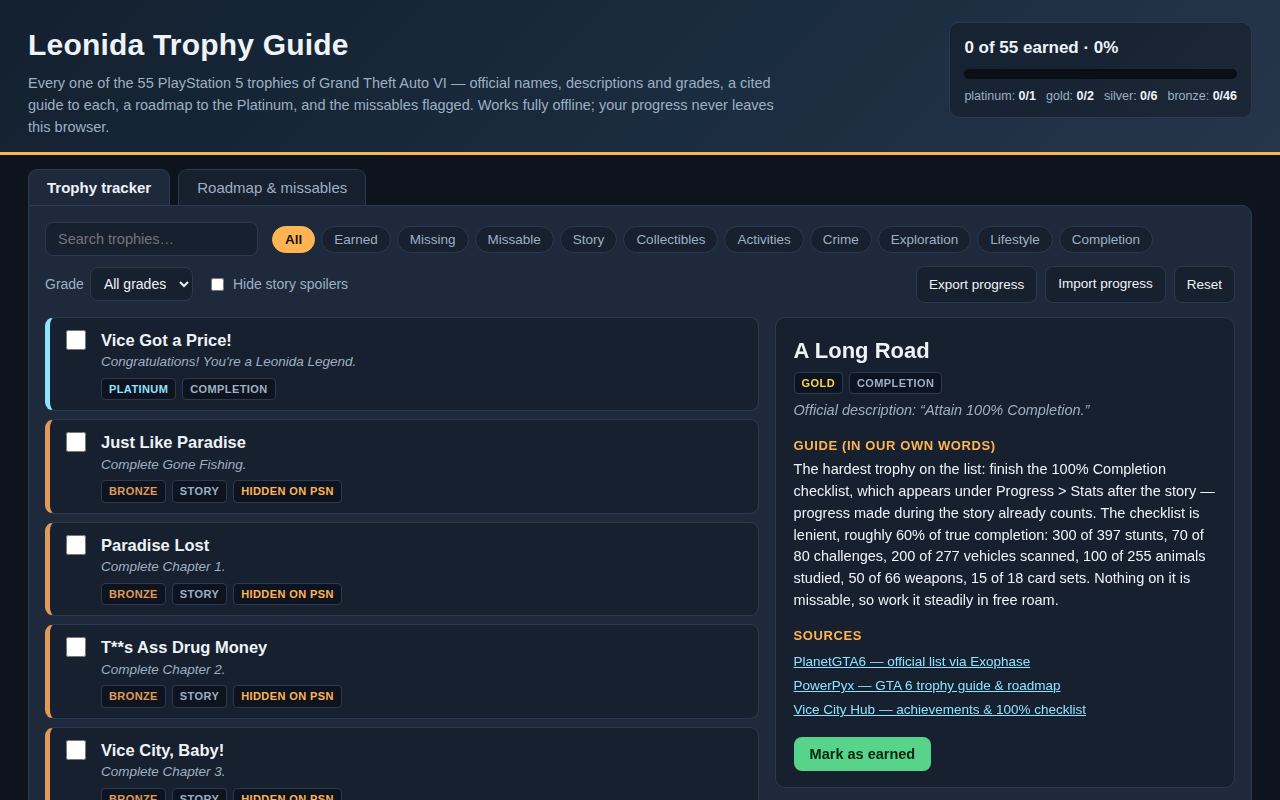 Leonida Trophy Guide
Every one of the 55 PlayStation 5 trophies of Grand Theft Auto VI — official names, descriptions and grades, a cited
guide to each, a roadmap to the Platinum, and the missables flagged. Works fully offline; your progress never leaves
this browser.
0 of 55 earned · 0%
platinum: 0/1 gold: 0/2 silver: 0/6 bronze: 0/46
Trophy tracker
Roadmap & missables
Search trophies…
All
Earned
Missing
Missable
Story
Collectibles
Activities
Crime
Exploration
Lifestyle
Completion
Grade
All grades
Hide story spoilers
Export progress
Import progress
Reset
Vice Got a Price!
Congratulations! You're a Leonida Legend.
PLATINUM
COMPLETION
Just Like Paradise
Complete Gone Fishing.
BRONZE
STORY
HIDDEN ON PSN
Paradise Lost
Complete Chapter 1.
BRONZE
STORY
HIDDEN ON PSN
T**s Ass Drug Money
Complete Chapter 2.
BRONZE
STORY
HIDDEN ON PSN
Vice City, Baby!
Complete Chapter 3.
BRONZE
STORY
HIDDEN ON PSN
A Long Road
GOLD
COMPLETION
Official description: “Attain 100% Completion.”
GUIDE (IN OUR OWN WORDS)
The hardest trophy on the list: finish the 100% Completion
checklist, which appears under Progress > Stats after the story —
progress made during the story already counts. The checklist is
lenient, roughly 60% of true completion: 300 of 397 stunts, 70 of
80 challenges, 200 of 277 vehicles scanned, 100 of 255 animals
studied, 50 of 66 weapons, 15 of 18 card sets. Nothing on it is
missable, so work it steadily in free roam.
SOURCES
PlanetGTA6 — official list via Exophase
PowerPyx — GTA 6 trophy guide & roadmap
Vice City Hub — achievements & 100% checklist
Mark as earned